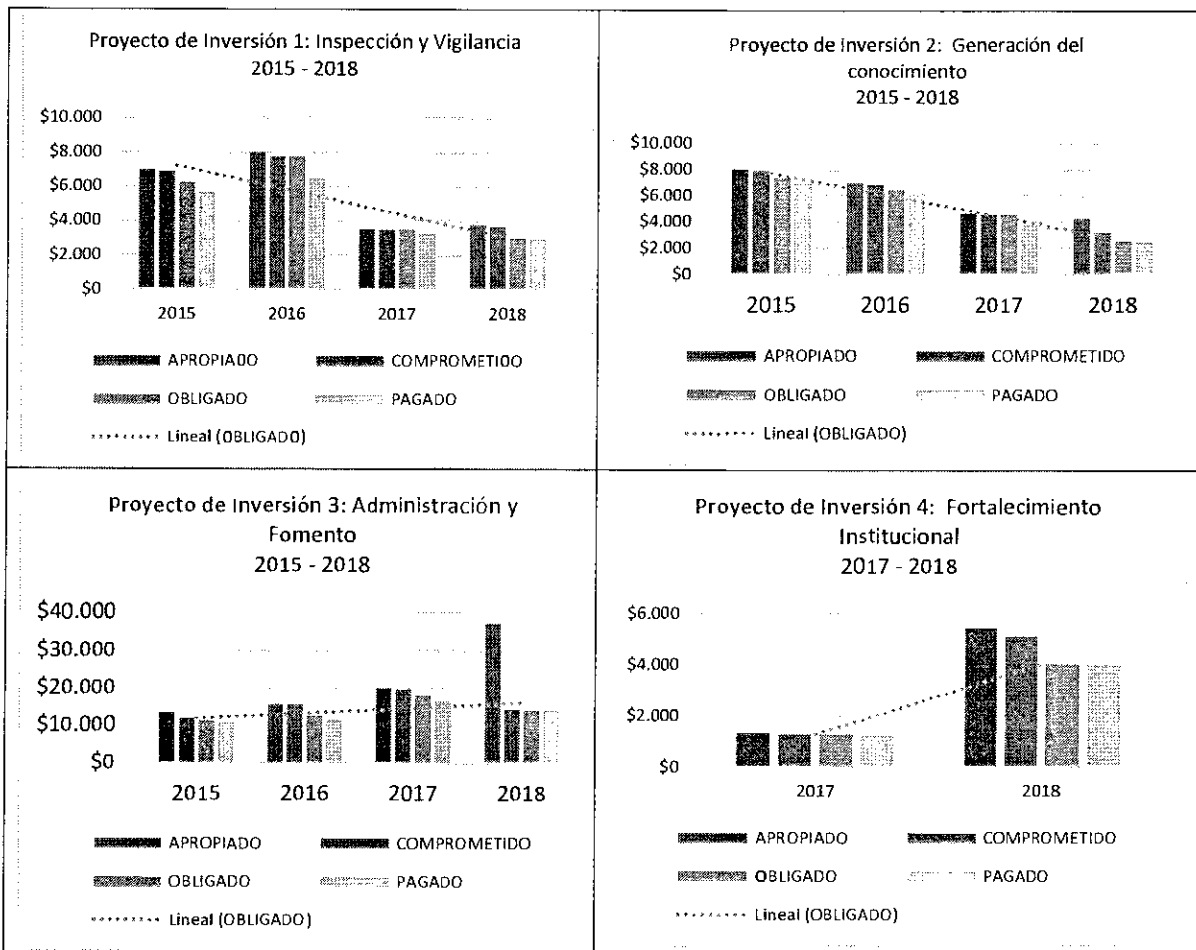 Proyecto de Inversión 1: Inspección y Vigilancia
2015 - 2018
$10.000
$8.000
$6.000
$4.000
$2.000
$0
2015
2016
2017
2018
APROPIADO
COMPROMETIDO
OBLIGADO
PAGADO
Lineal (OBLIGADO)
Proyecto de Inversión 2: Generación del
conocimiento
2015 - 2018
$10.000
$8.000
$6.000
$4.000
$2.000
$0
2015
2016
2017
2018
APROPIADO
COMPROMETIDO
OBLIGADO
PAGADO
Lineal (OBLIGADO)
Proyecto de Inversión 3: Administración y
Fomento
2015 - 2018
$40.000
$30.000
$20.000
$10.000
$0
2015
2016
2017
2018
APROPIADO
COMPROMETIDO
OBLIGADO
PAGADO
Lineal (OBLIGADO)
Proyecto de Inversión 4: Fortalecimiento
Institucional
2017 - 2018
$6.000
$4.000
$2.000
$0
2017
2018
APROPIADO
COMPROMETIDO
OBLIGADO
PAGADO
Lineal (OBLIGADO)